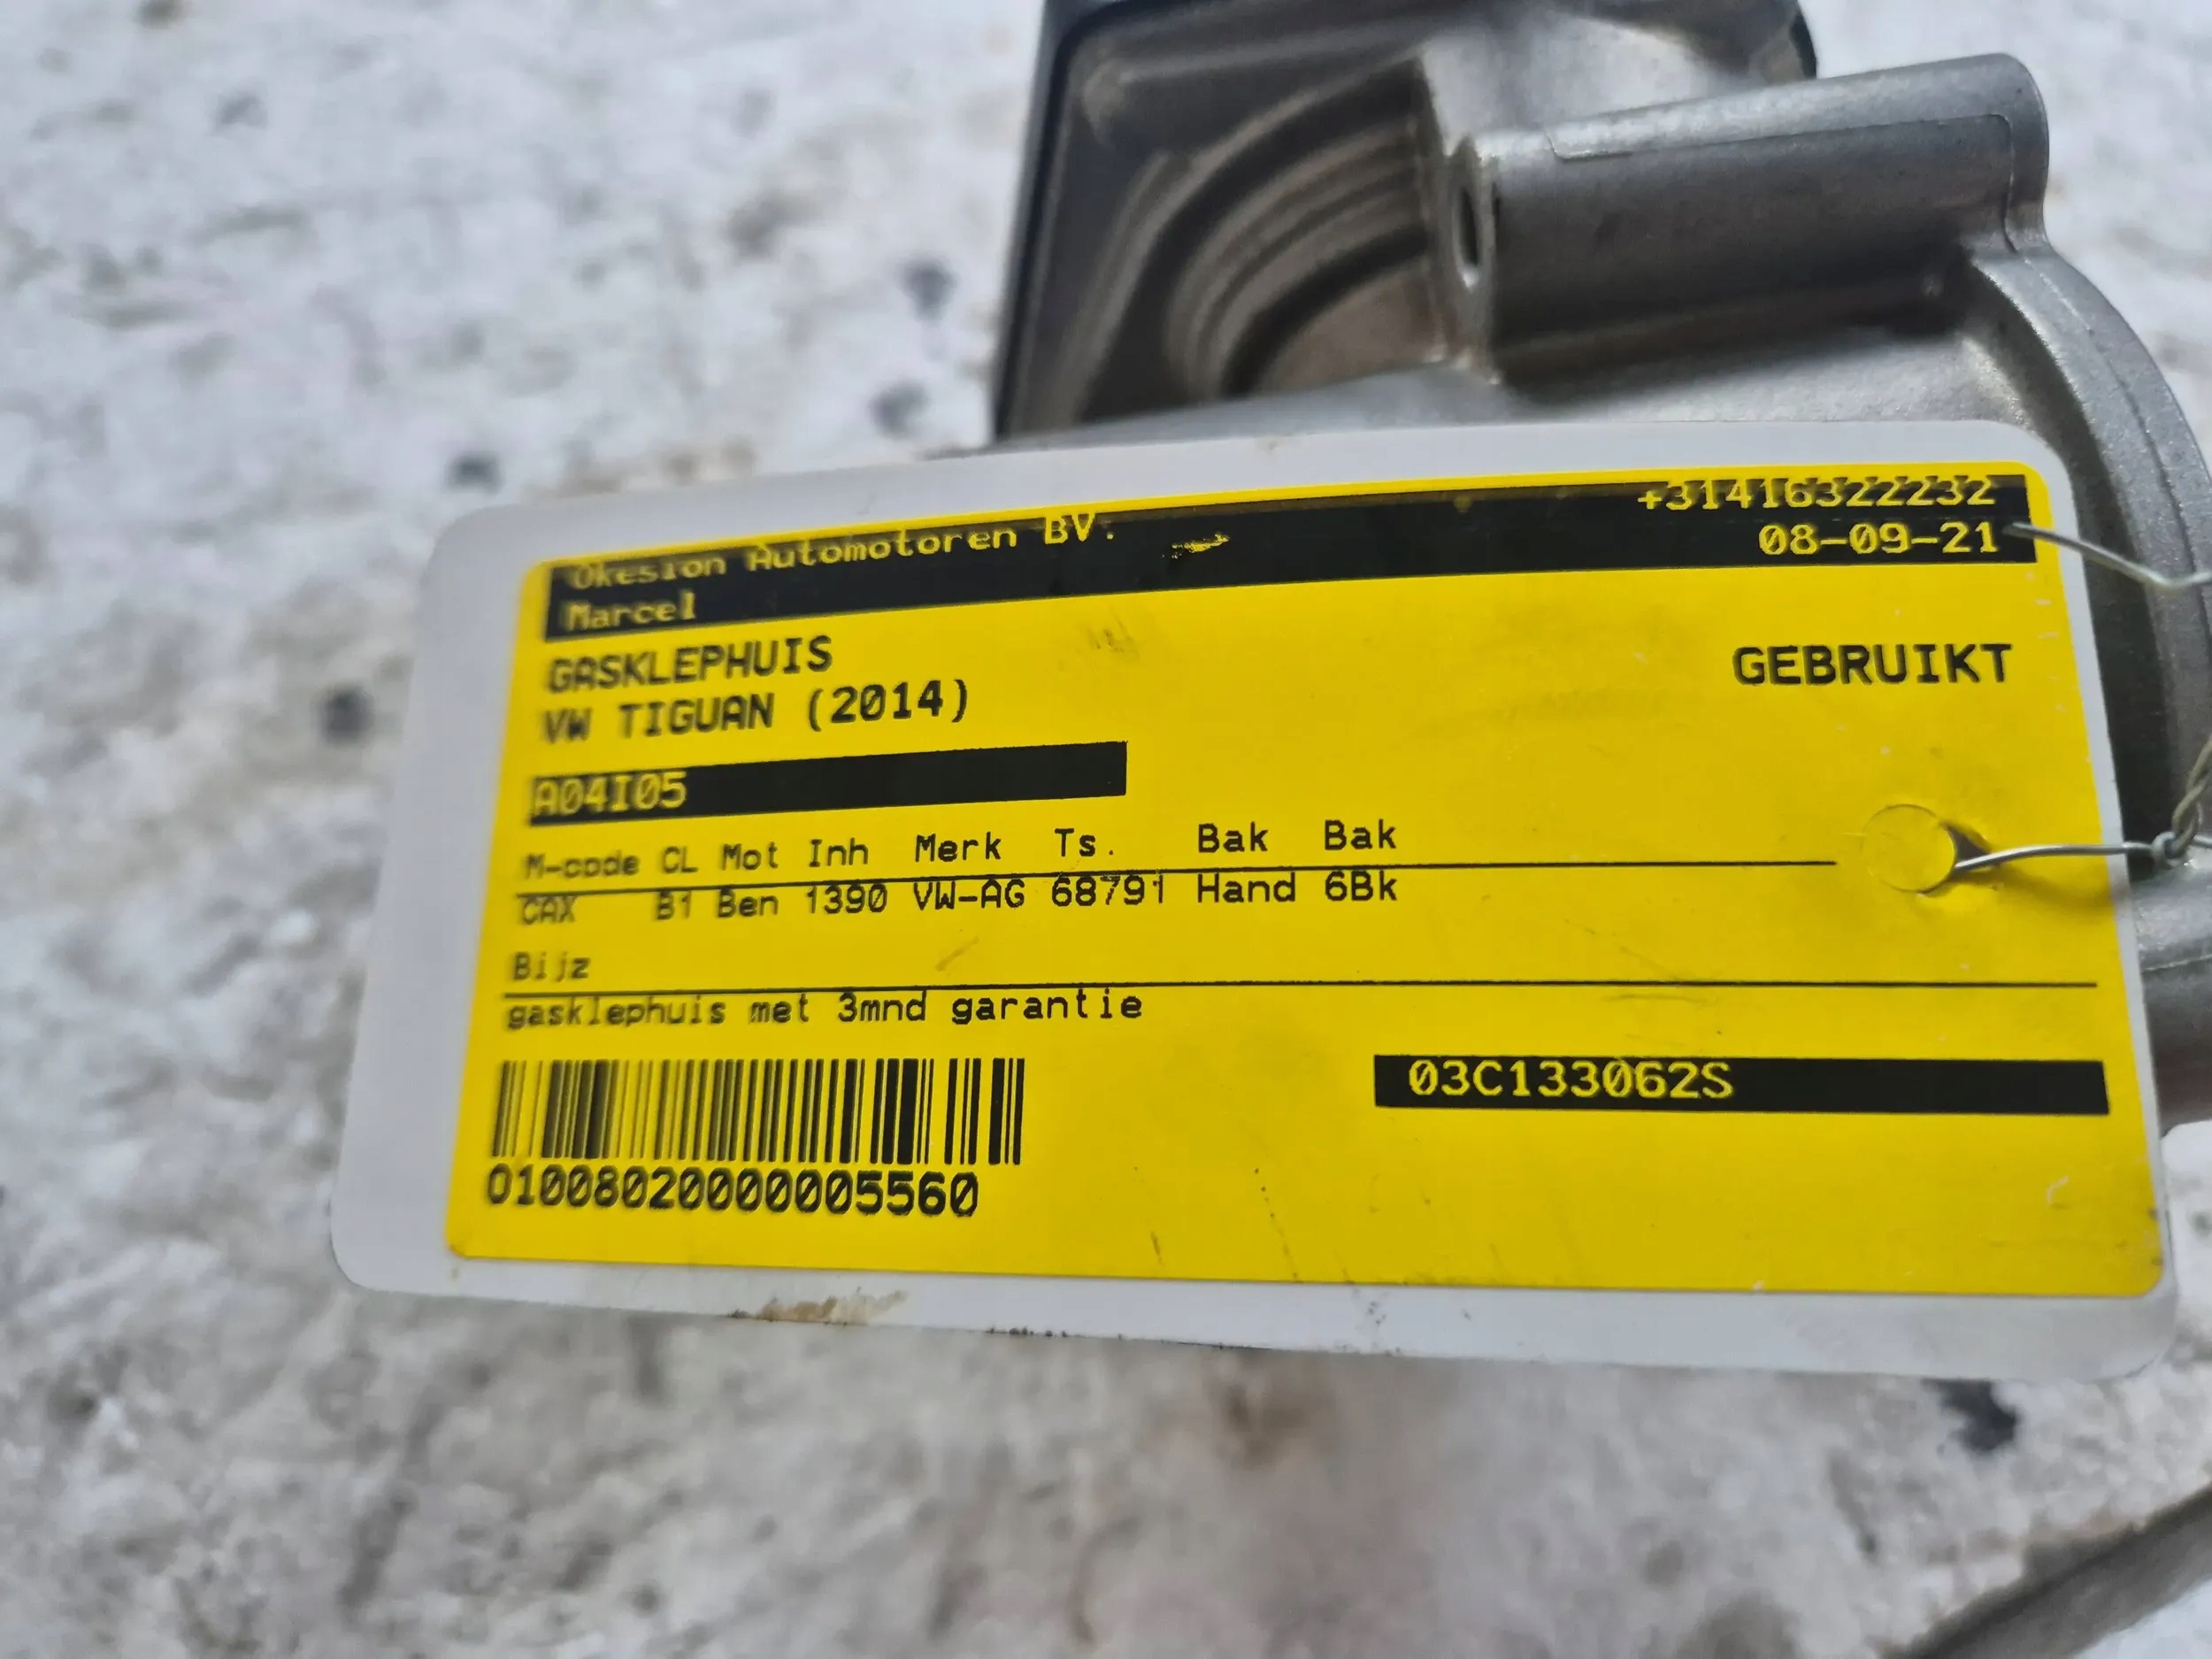 Okesion Automotoren BV. +31416322232
Marcel 08-09-21
GASKLEPHUIS GEBRUIKT
VW TIGUAN (2014)
A04I05
M-code CL Mot Inh Merk Ts. Bak Bak
CAX B1 Ben 1390 VW-AG 68791 Hand 6Bk
Bijz
gasklephuis met 3mnd garantie
03C133062S
O1008020000005560